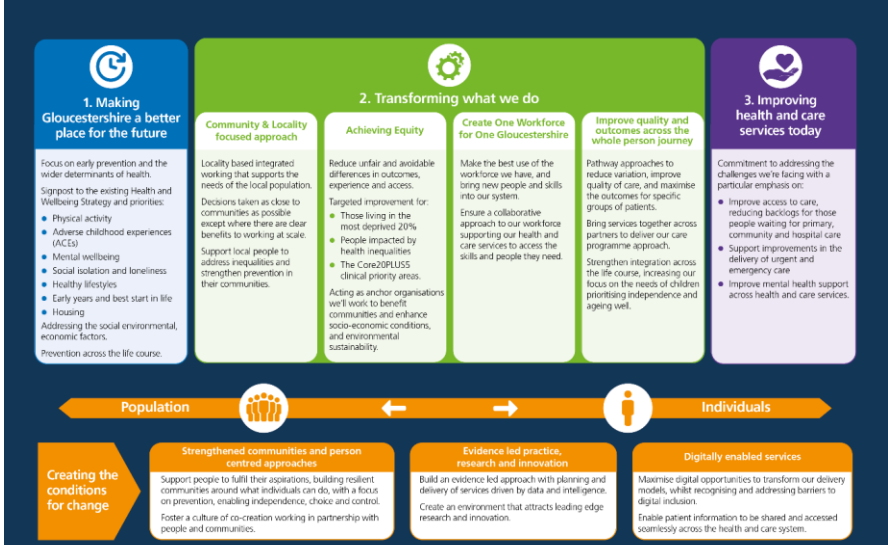 1. Making
Gloucestershire a better
place for the future
Focus on early prevention and the
wider determinants of health.
Signpost to the existing Health and
Wellbeing Strategy and priorities:
Physical activity
Adverse childhood experiences
(ACEs)
Mental wellbeing
Social isolation and loneliness
Healthy lifestyles
Early years and best start in life
Housing
Addressing the social environmental,
economic factors.
Prevention across the life course.
2. Transforming what we do
Community & Locality
focused approach
Locality based integrated
working that supports the
needs of the local population.
Decisions taken as close to
communities as possible
except where there are clear
benefits to working at scale.
Support local people to
address inequalities and
strengthen prevention in
their communities.
Achieving Equity
Reduce unfair and avoidable
differences in outcomes,
experience and access.
Targeted improvement for:
Those living in the
most deprived 20%
People impacted by
health inequalities
The Core20PLUS5
clinical priority areas.
Acting as anchor organisations
we'll work to benefit
communities and enhance
socio-economic conditions,
and environmental
sustainability.
Create One Workforce
for One Gloucestershire
Make the best use of the
workforce we have, and
bring new people and skills
into our system.
Ensure a collaborative
approach to our workforce
supporting our health and
care services to access the
skills and people they need.
Improve quality and
outcomes across the
whole person journey
Pathway approaches to
reduce variation, improve
quality of care, and maximise
the outcomes for specific
groups of patients.
Bring services together across
partners to deliver our care
programme approach.
Strengthen integration across
the life course, increasing our
focus on the needs of children
prioritising independence and
ageing well.
3. Improving
health and care
services today
Commitment to addressing the
challenges we're facing with a
particular emphasis on:
Improve access to care,
reducing backlogs for those
people waiting for primary,
community and hospital care
Support improvements in the
delivery of urgent and
emergency care
Improve mental health support
across health and care services.
Population
Individuals
Creating the
conditions
for change
Strengthened communities and person
centred approaches
Support people to fulfil their aspirations, building resilient
communities around what individuals can do, with a focus
on prevention, enabling independence, choice and control.
Foster a culture of co-creation working in partnership with
people and communities.
Evidence led practice,
research and innovation
Build an evidence led approach with planning and
delivery of services driven by data and intelligence.
Create an environment that attracts leading edge
research and innovation.
Digitally enabled services
Maximise digital opportunities to transform our delivery
models, whilst recognising and addressing barriers to
digital inclusion.
Enable patient information to be shared and accessed
seamlessly across the health and care system.